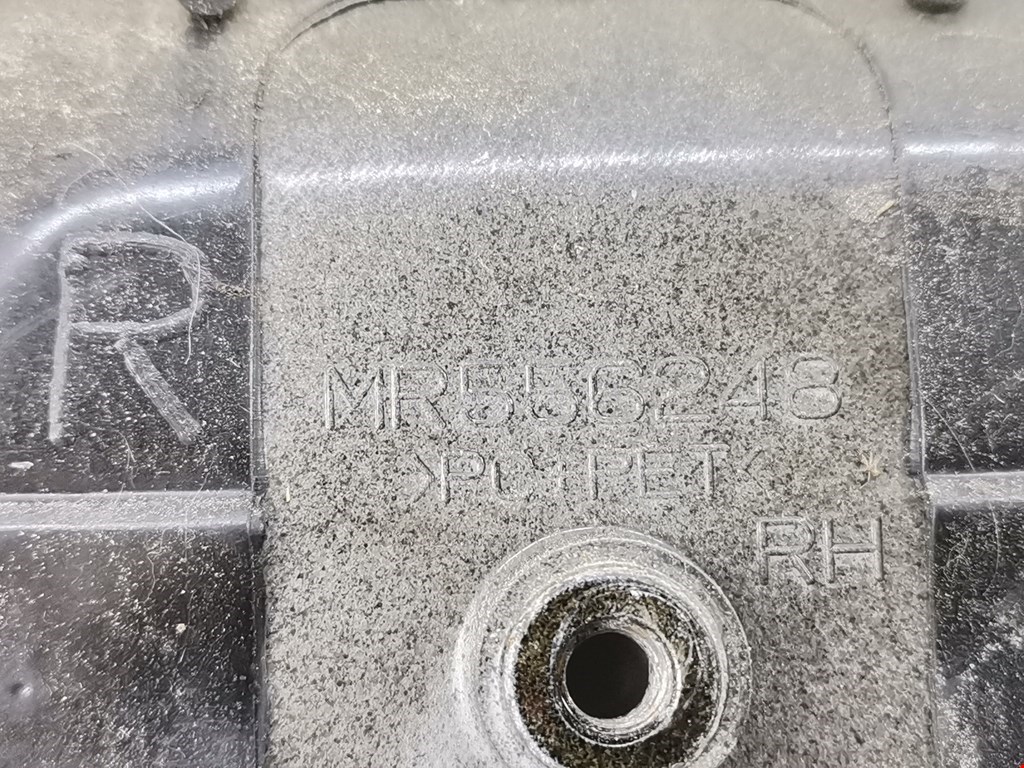 R
MR556248
>PC+PET<
RH